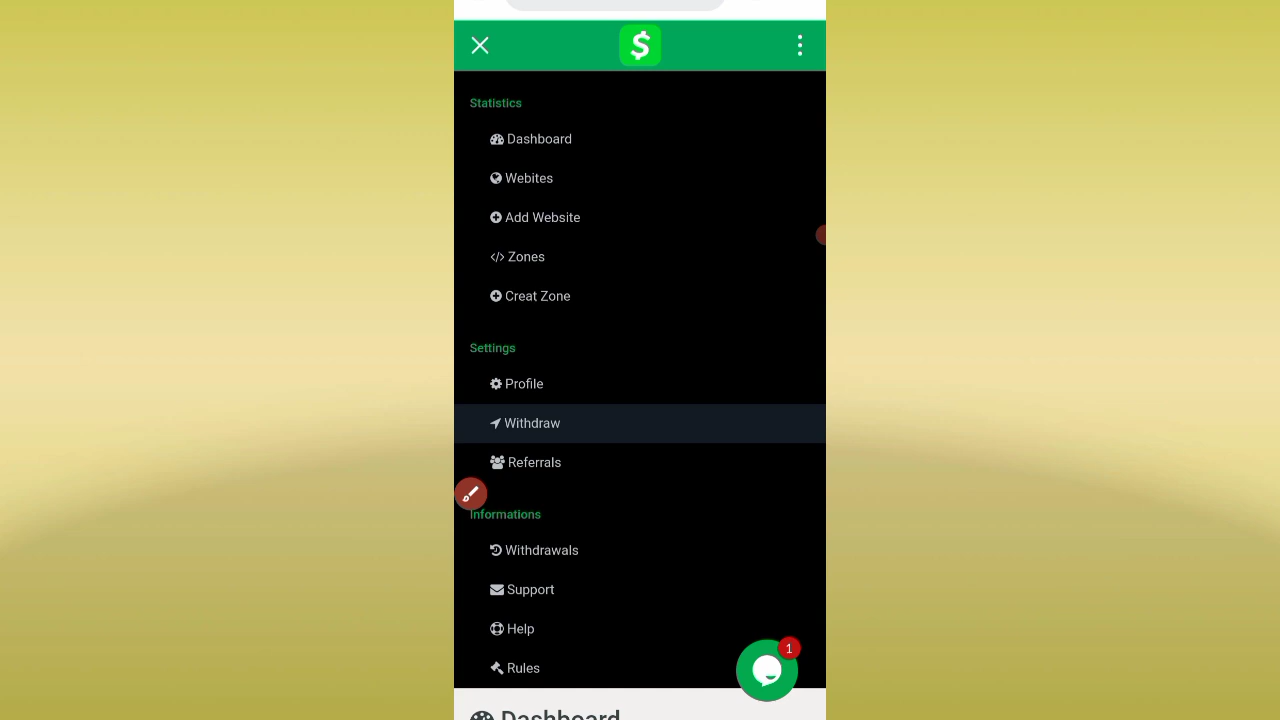 $
Statistics
Dashboard
Webites
Add Website
Zones
Creat Zone
Settings
Profile
Withdraw
Referrals
Informations
Withdrawals
Support
Help
1
Rules
Dashboard